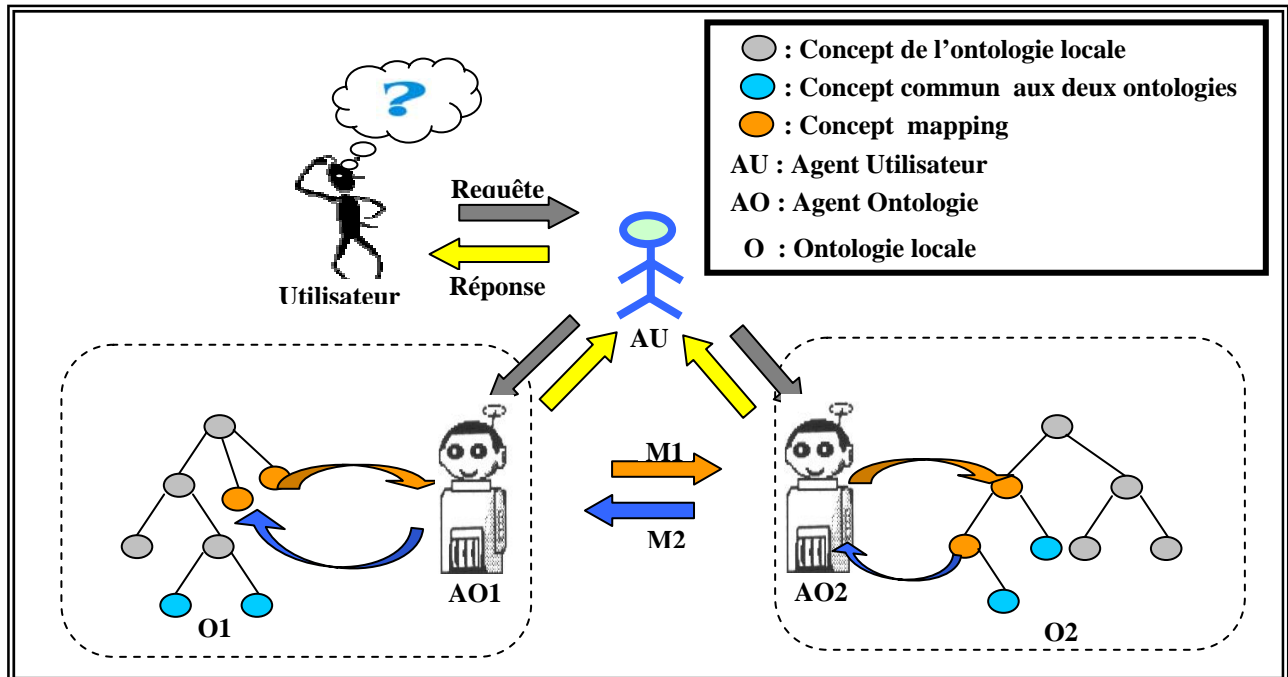 : Concept de l'ontologie locale
: Concept commun aux deux ontologies
: Concept mapping
AU : Agent Utilisateur
AO : Agent Ontologie
O : Ontologie locale
?
Requête
Réponse
Utilisateur
AU
M1
M2
AO1
AO2
O1
O2